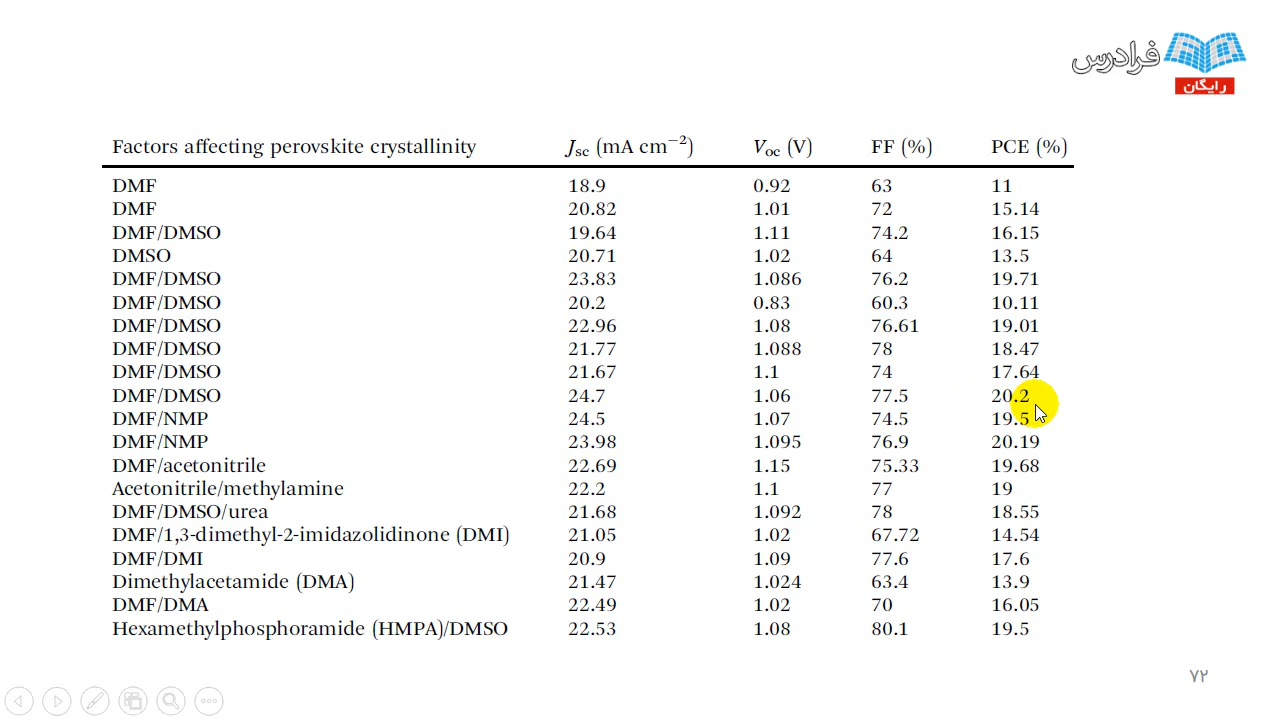 فرادرس
رایگان
Factors affecting perovskite crystallinity Jsc (mA cm−2) Voc (V) FF (%) PCE (%)
DMF 18.9 0.92 63 11
DMF 20.82 1.01 72 15.14
DMF/DMSO 19.64 1.11 74.2 16.15
DMSO 20.71 1.02 64 13.5
DMF/DMSO 23.83 1.086 76.2 19.71
DMF/DMSO 20.2 0.83 60.3 10.11
DMF/DMSO 22.96 1.08 76.61 19.01
DMF/DMSO 21.77 1.088 78 18.47
DMF/DMSO 21.67 1.1 74 17.64
DMF/DMSO 24.7 1.06 77.5 20.2
DMF/NMP 24.5 1.07 74.5 19.5
DMF/NMP 23.98 1.095 76.9 20.19
DMF/acetonitrile 22.69 1.15 75.33 19.68
Acetonitrile/methylamine 22.2 1.1 77 19
DMF/DMSO/urea 21.68 1.092 78 18.55
DMF/1,3-dimethyl-2-imidazolidinone (DMI) 21.05 1.02 67.72 14.54
DMF/DMI 20.9 1.09 77.6 17.6
Dimethylacetamide (DMA) 21.47 1.024 63.4 13.9
DMF/DMA 22.49 1.02 70 16.05
Hexamethylphosphoramide (HMPA)/DMSO 22.53 1.08 80.1 19.5
۷۲